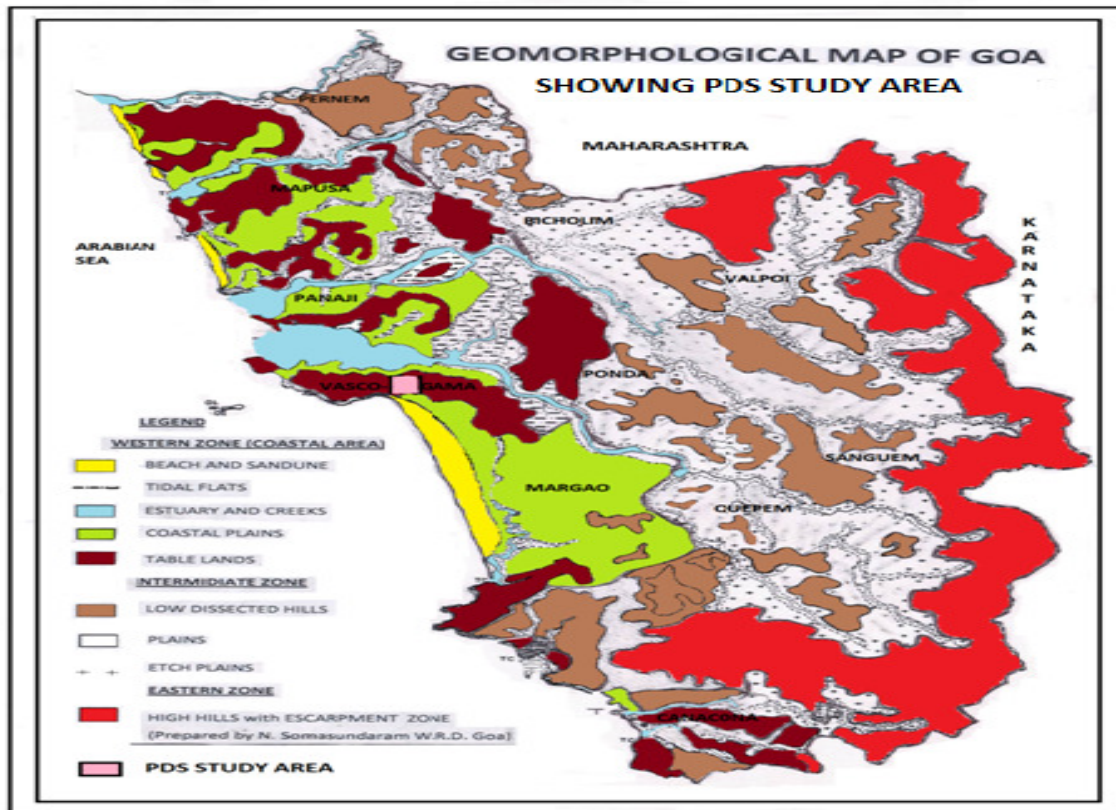 GEOMORPHOLOGICAL MAP OF GOA
SHOWING PDS STUDY AREA
PERNEM
MAHARASHTRA
MAPUSA
BICHOLIM
ARABIAN
SEA
KARNATAKA
VALPOI
PANAJI
PONDA
VASCO
GAMA
SANGUEM
MARGAO
QUEPEM
CANACONA
TC
TC
LEGEND
WESTERN ZONE (COASTAL AREA)
BEACH AND SANDUNE
TIDAL FLATS
ESTUARY AND CREEKS
COASTAL PLAINS
TABLE LANDS
INTERMIDIATE ZONE
LOW DISSECTED HILLS
PLAINS
ETCH PLAINS
EASTERN ZONE
HIGH HILLS with ESCARPMENT ZONE
(Prepared by N. Somasundaram W.R.D. Goa)
PDS STUDY AREA